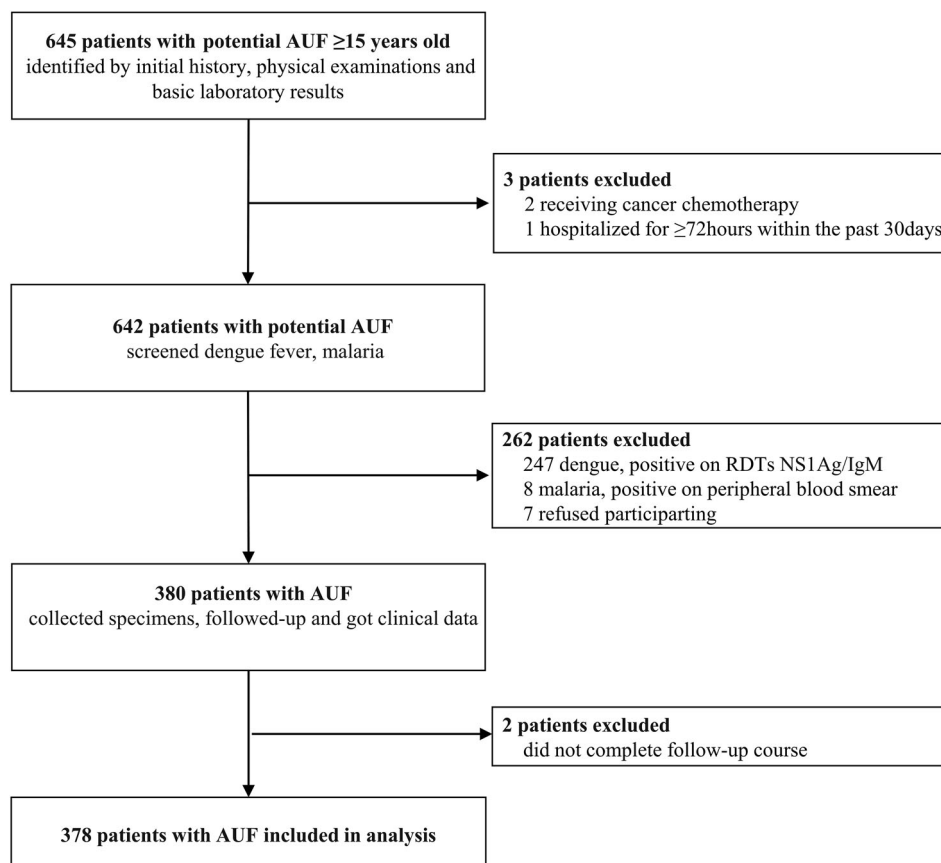 645 patients with potential AUF ≥15 years old
identified by initial history, physical examinations and
basic laboratory results
3 patients excluded
2 receiving cancer chemotherapy
1 hospitalized for ≥72hours within the past 30days
642 patients with potential AUF
screened dengue fever, malaria
262 patients excluded
247 dengue, positive on RDTs NS1Ag/IgM
8 malaria, positive on peripheral blood smear
7 refused participarting
380 patients with AUF
collected specimens, followed-up and got clinical data
2 patients excluded
did not complete follow-up course
378 patients with AUF included in analysis